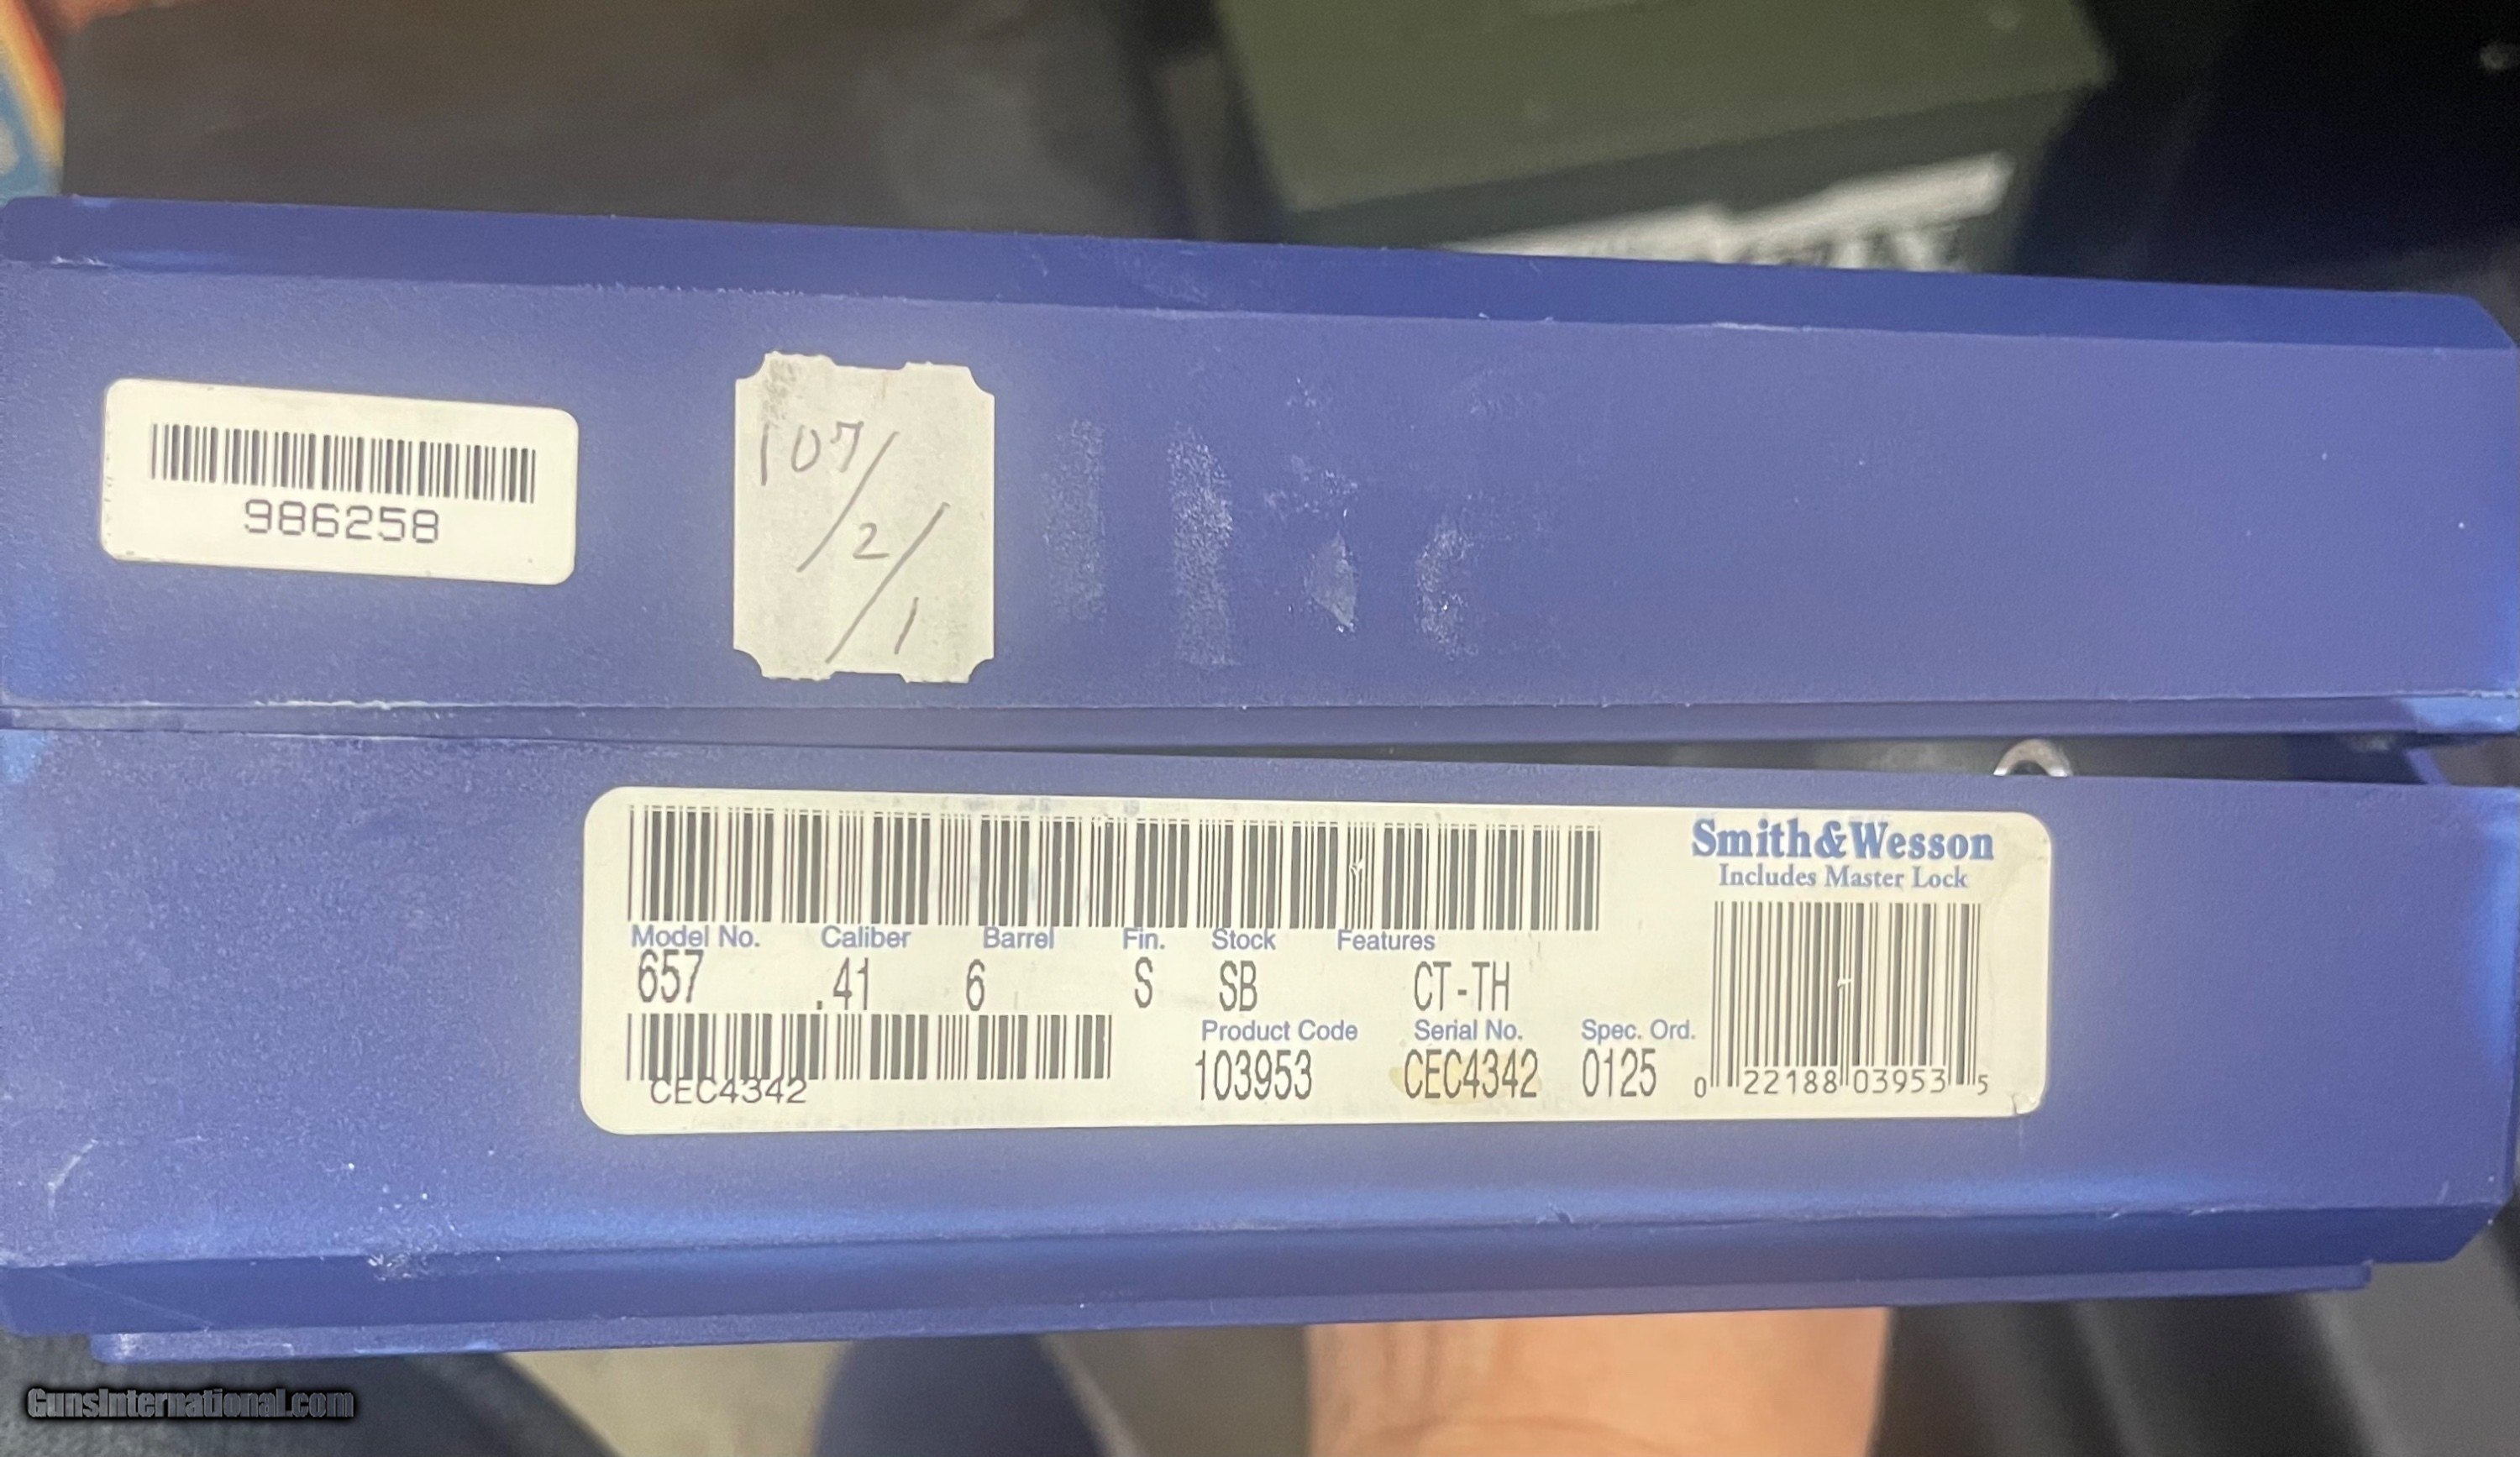 986258
107/
2/
1
Smith&Wesson
Includes Master Lock
Model No. Caliber Barrel Fin. Stock Features
657 .41 6 S SB CT-TH
Product Code Serial No. Spec. Ord.
103953 CEC4342 0125
CEC4342
0 22188 03953 5
GunsInternational.com